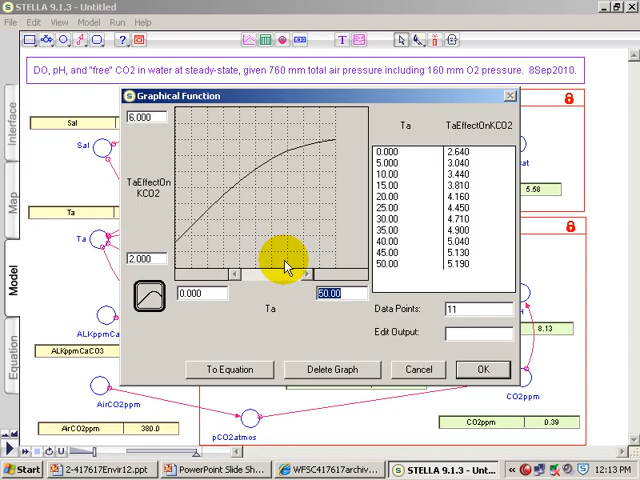 STELLA 9.1.3 - Untitled
File Edit View Model Run Help
DO, pH, and "free" CO2 in water at steady-state, given 760 mm total air pressure including 160 mm O2 pressure. 8Sep2010.
Interface
Map
Model
Equation
Sal
Sal
Ta
Ta
ALKppmCaCO3
ALKppmCaCO3
AirCO2ppm
AirCO2ppm 380.0
pCO2atmos
5.58
8.13
CO2ppm
CO2ppm 0.39
Graphical Function
6.000
TaEffectOn
KCO2
2.000
0.000
50.00
Ta
Ta TaEffectOnKCO2
0.000 2.640
5.000 3.040
10.00 3.440
15.00 3.810
20.00 4.160
25.00 4.450
30.00 4.710
35.00 4.900
40.00 5.040
45.00 5.130
50.00 5.190
Data Points: 11
Edit Output:
To Equation
Delete Graph
Cancel
OK
Start
2-417617Envir12.ppt
PowerPoint Slide Sh...
WFSC417617archiv...
STELLA 9.1.3 - Unt...
12:13 PM